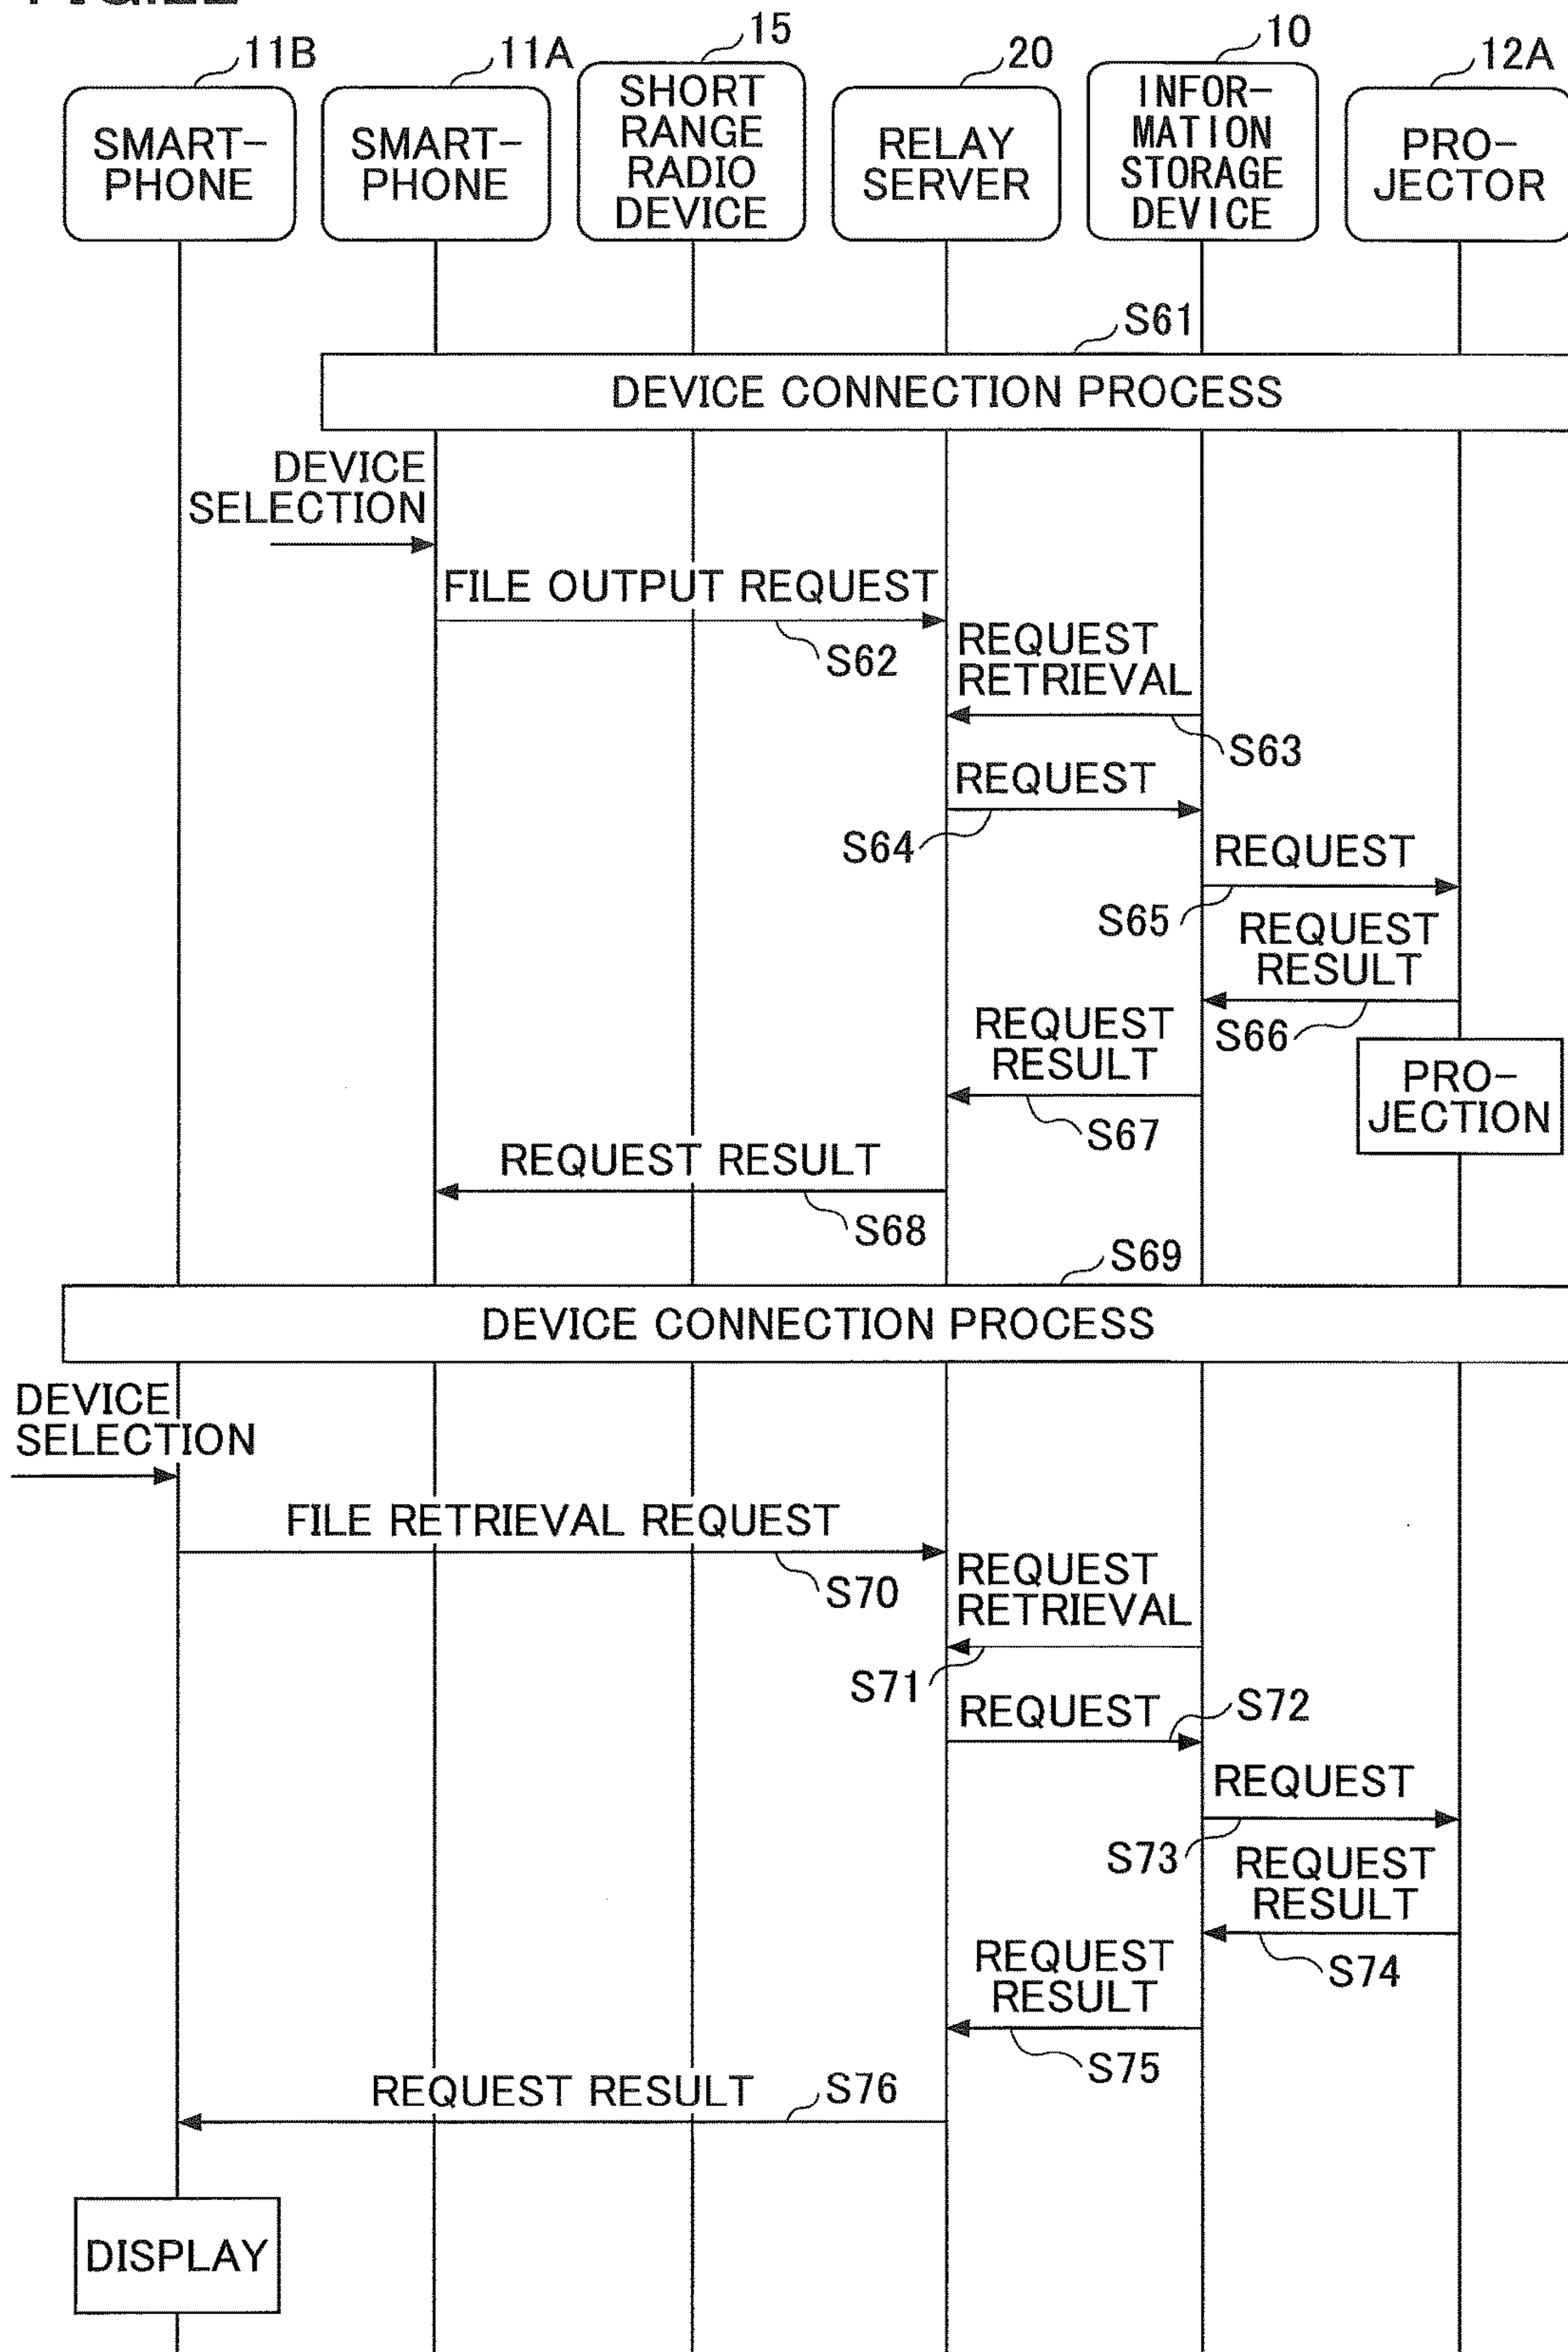 11B
11A
15
20
10
12A
SMART-
PHONE
SMART-
PHONE
SHORT
RANGE
RADIO
DEVICE
RELAY
SERVER
INFOR-
MATION
STORAGE
DEVICE
PRO-
JECTOR
S61
DEVICE CONNECTION PROCESS
DEVICE
SELECTION
FILE OUTPUT REQUEST
S62
REQUEST
RETRIEVAL
S63
REQUEST
S64
REQUEST
S65
REQUEST
RESULT
S66
PRO-
JECTION
REQUEST
RESULT
S67
REQUEST RESULT
S68
S69
DEVICE CONNECTION PROCESS
DEVICE
SELECTION
FILE RETRIEVAL REQUEST
S70
REQUEST
RETRIEVAL
S71
REQUEST
S72
REQUEST
S73
REQUEST
RESULT
S74
REQUEST
RESULT
S75
REQUEST RESULT
S76
DISPLAY